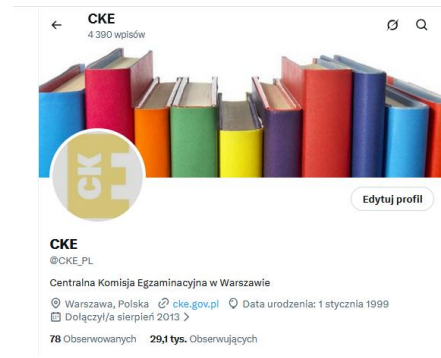 CKE
4 390 wpisów
CKE
Edytuj profil
CKE
@CKE_PL
Centralna Komisja Egzaminacyjna w Warszawie
Warszawa, Polska cke.gov.pl Data urodzenia: 1 stycznia 1999
Dołączył/a sierpień 2013
78 Obserwowanych 29,1 tys. Obserwujących